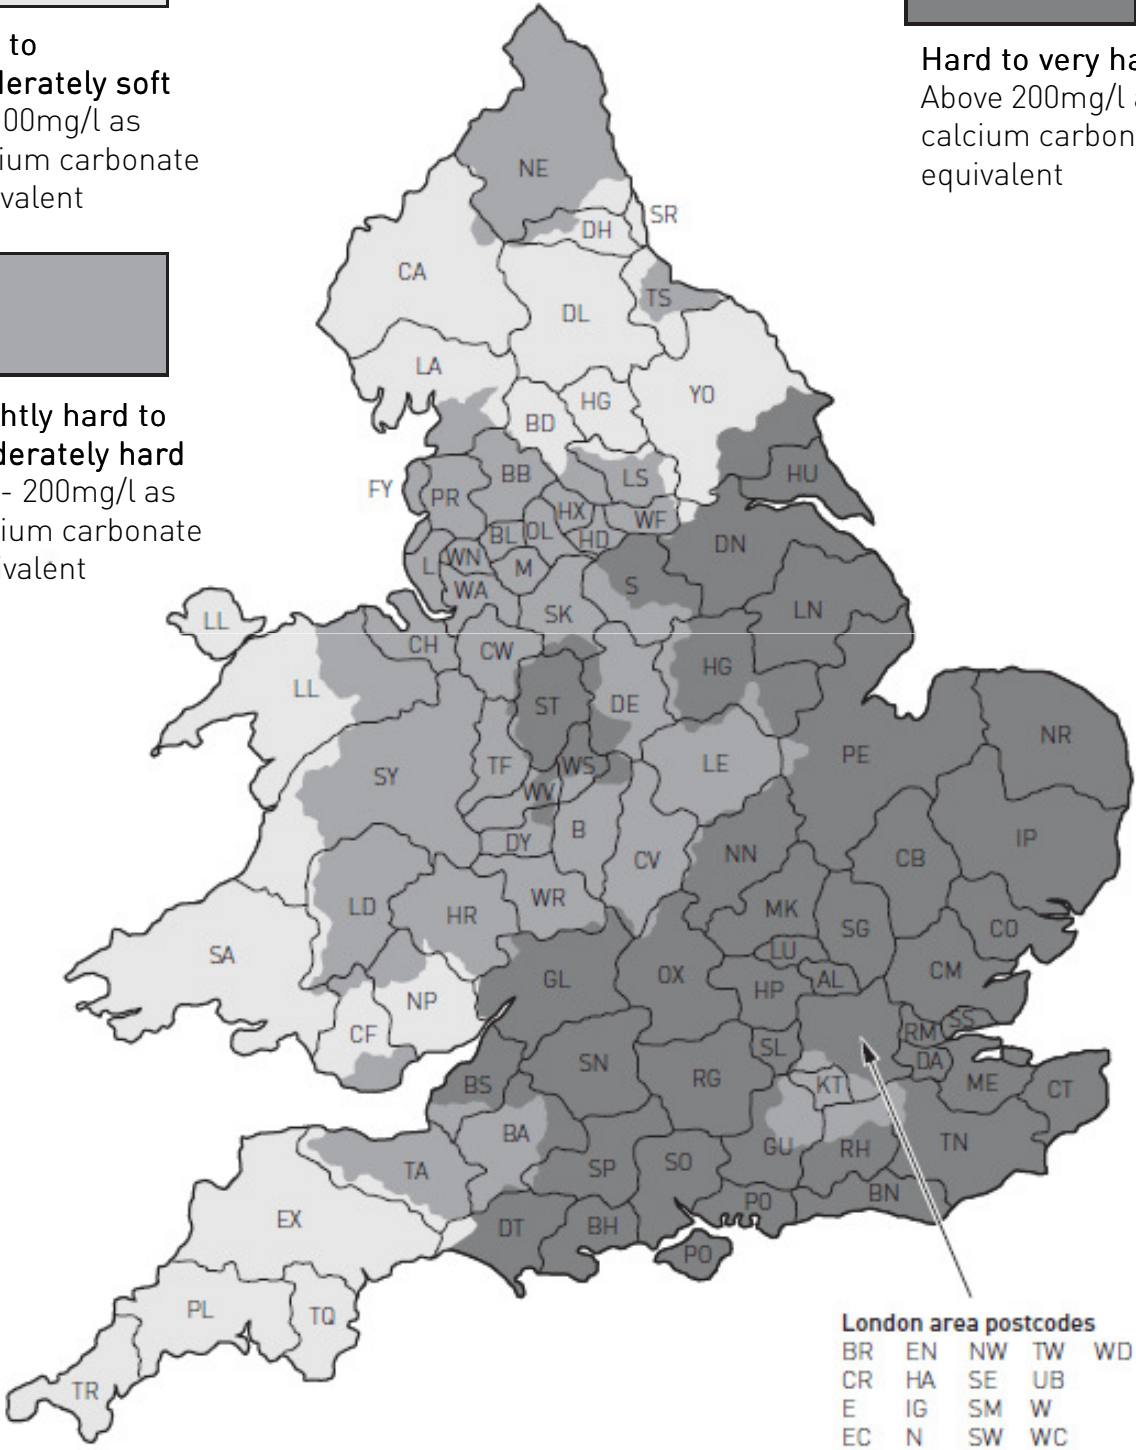 to
derately soft
00mg/l as
ium carbonate
valent
htly hard to
derately hard
- 200mg/l as
ium carbonate
ivalent
Hard to very ha
Above 200mg/l a
calcium carbon
equivalent
NE
SR
DH
CA
TS
DL
LA
YO
HG
BD
HU
LS
BB
FY
PR
HX
WF
BL
OL
HD
DN
L
WN
M
WA
S
SK
LN
LL
CH
CW
HG
LL
ST
DE
NR
PE
SY
TF
WS
LE
WV
B
DY
IP
NN
CB
CV
WR
LD
HR
MK
SG
CO
SA
LU
GL
OX
AL
CM
HP
NP
CF
RM
SS
SL
DA
SN
RG
KT
ME
CT
BS
BA
GU
RH
TN
TA
SP
SO
BN
PO
EX
DT
BH
PO
PL
TQ
TR
London area postcodes
BR EN NW TW WD
CR HA SE UB
E IG SM W
EC N SW WC